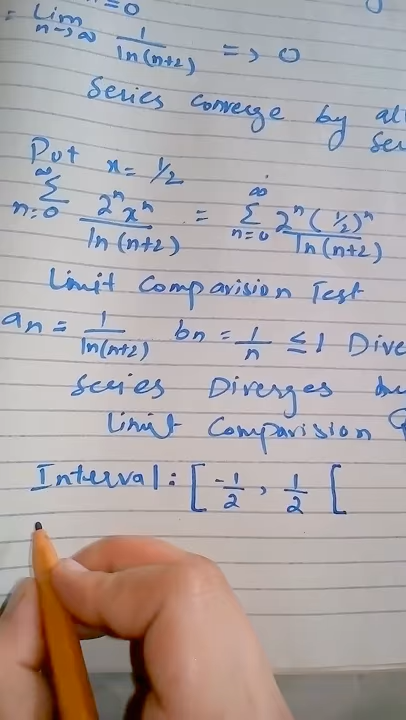 n=0
= Lim n→∞ 1/ln(n+2) => 0
Series converge by
Put x = 1/2
∞ Σ n=0 2ⁿxⁿ/ln(n+2) = ∞ Σ n=0 2ⁿ(1/2)ⁿ/ln(n+2)
Limit Comparision Test
an = 1/ln(n+2) bn = 1/n ≤ 1
Series Diverges
Limit Comparision
Interval: [-1/2, 1/2 [